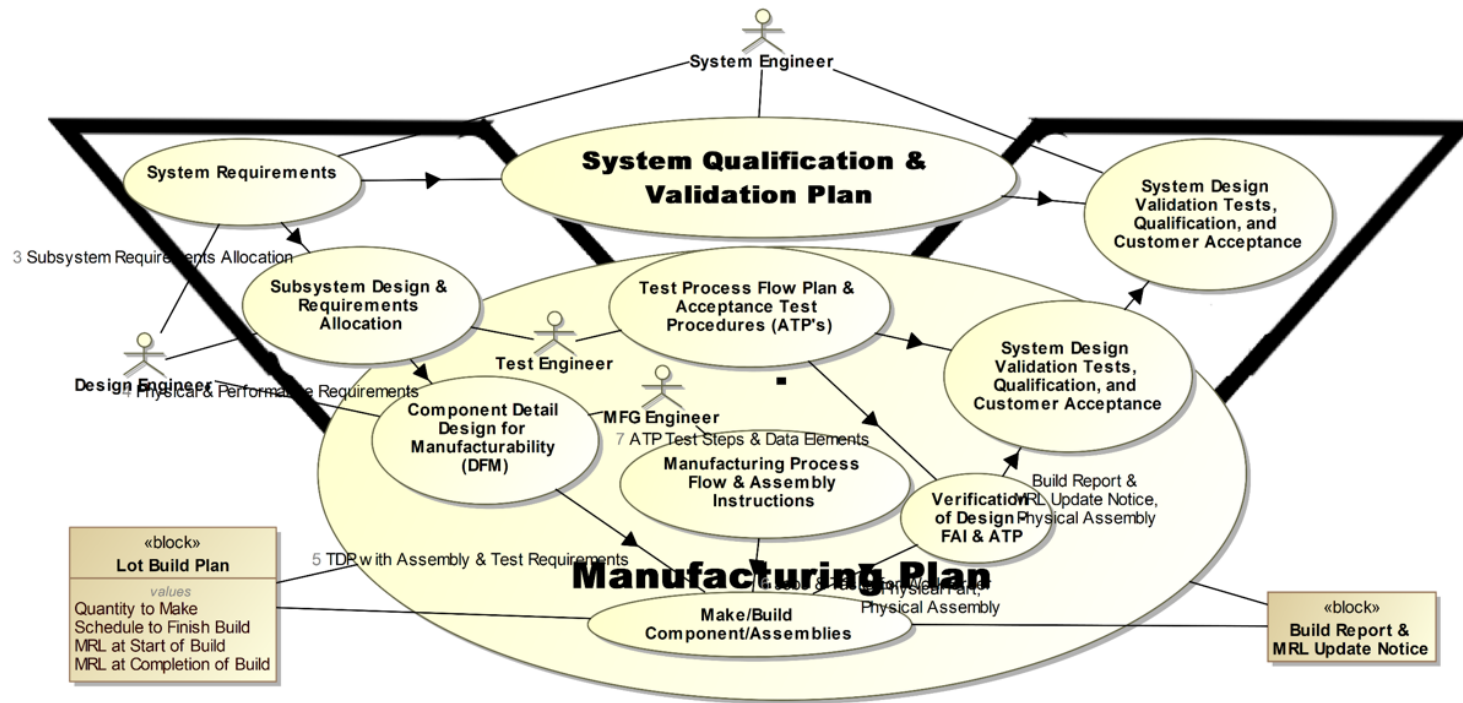 System Engineer
System Qualification &
Validation Plan
System Requirements
System Design
Validation Tests,
Qualification, and
Customer Acceptance
3 Subsystem Requirements Allocation
Subsystem Design &
Requirements
Allocation
Test Process Flow Plan &
Acceptance Test
Procedures (ATP's)
Test Engineer
System Design
Validation Tests,
Qualification, and
Customer Acceptance
Design Engineer
4 Physical & Performance Requirements
MFG Engineer
Component Detail
Design for
Manufacturability
(DFM)
7 ATP Test Steps & Data Elements
Manufacturing Process
Flow & Assembly
Instructions
Verification
of Design -
FAI & ATP
Build Report &
MRL Update Notice,
Physical Assembly
«block»
Lot Build Plan
values
Quantity to Make
Schedule to Finish Build
MRL at Start of Build
MRL at Completion of Build
5 TDP with Assembly & Test Requirements
Manufacturing Plan
Physical Part,
Physical Assembly
Make/Build
Component/Assemblies
«block»
Build Report &
MRL Update Notice